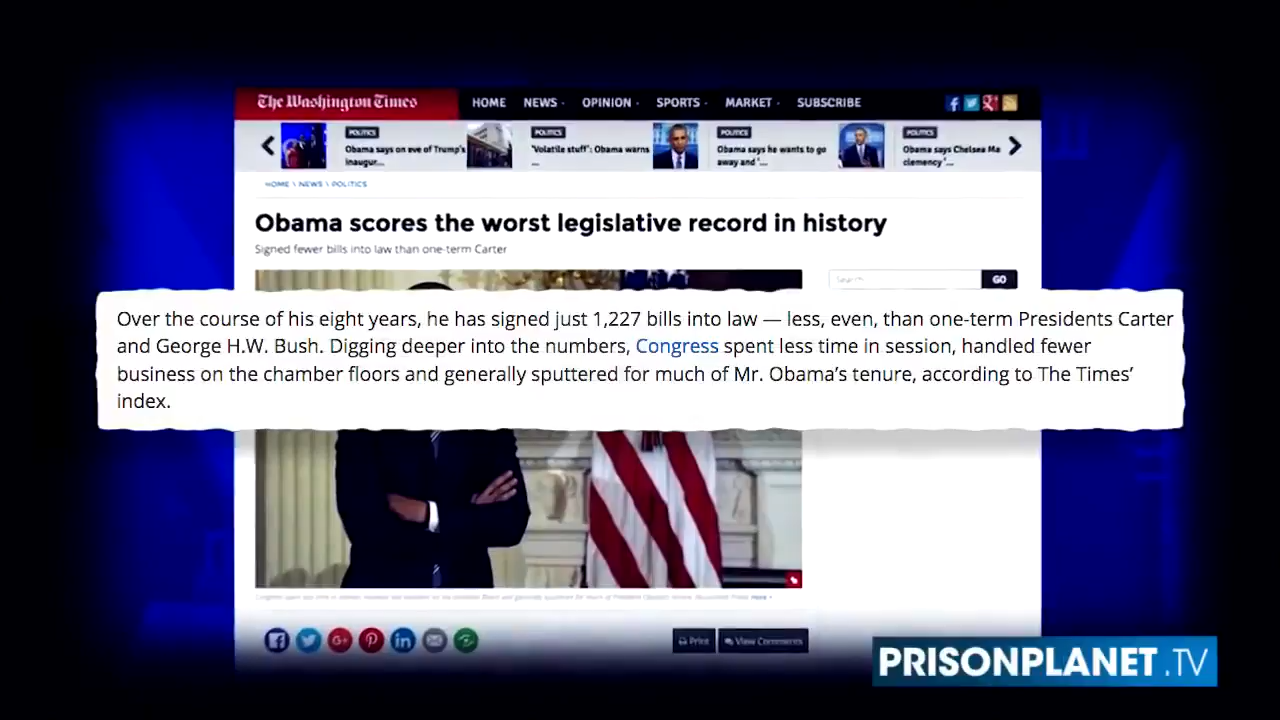 The Washington Times
HOME NEWS OPINION SPORTS MARKET SUBSCRIBE
POLITICS
Obama says on eve of Trump's
inaugur...
POLITICS
"Volatile stuff": Obama warns
...
POLITICS
Obama says he wants to go
away and '...
POLITICS
Obama says Chelsea Ma
clemency '...
HOME \ NEWS \ POLITICS
Obama scores the worst legislative record in history
Signed fewer bills into law than one-term Carter
Search
GO
Over the course of his eight years, he has signed just 1,227 bills into law — less, even, than one-term Presidents Carter
and George H.W. Bush. Digging deeper into the numbers, Congress spent less time in session, handled fewer
business on the chamber floors and generally sputtered for much of Mr. Obama's tenure, according to The Times'
index.
Print
View Comments
PRISONPLANET.TV